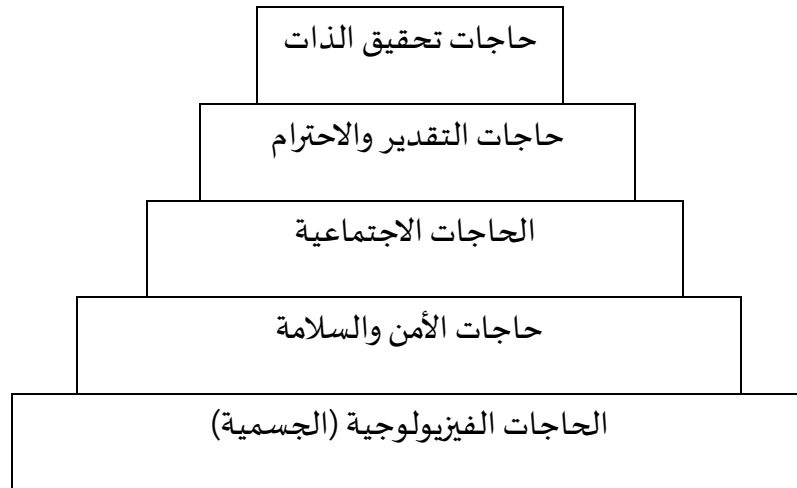 حاجات تحقيق الذات
حاجات التقدير والاحترام
الحاجات الاجتماعية
حاجات الأمن والسلامة
الحاجات الفيزيولوجية (الجسمية)